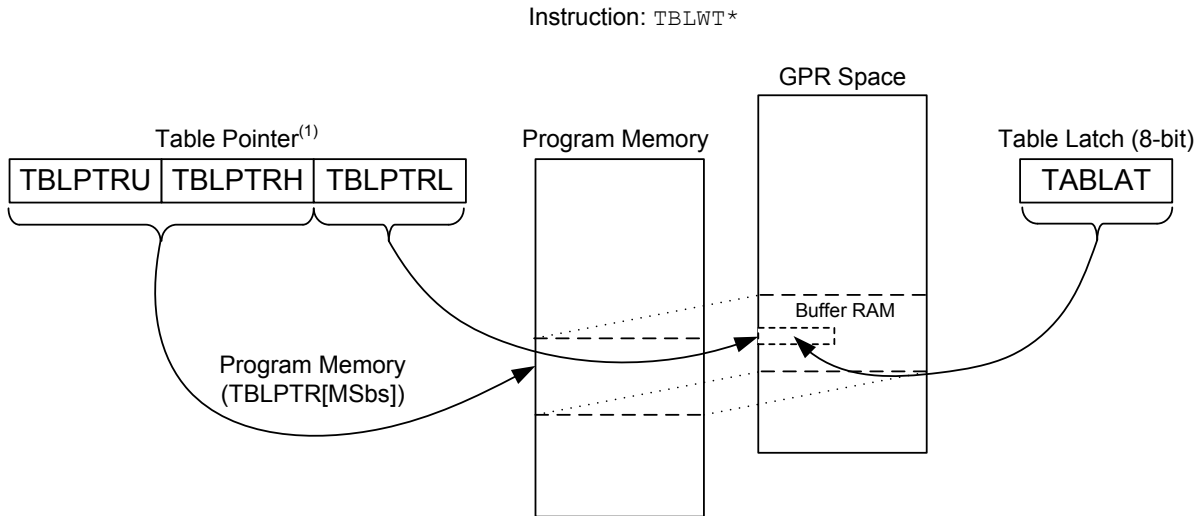 Instruction: TBLWT*
GPR Space
Table Pointer(1)
Program Memory
Table Latch (8-bit)
TBLPTRU TBLPTRH TBLPTRL
TABLAT
Buffer RAM
Program Memory
(TBLPTR[MSbs])